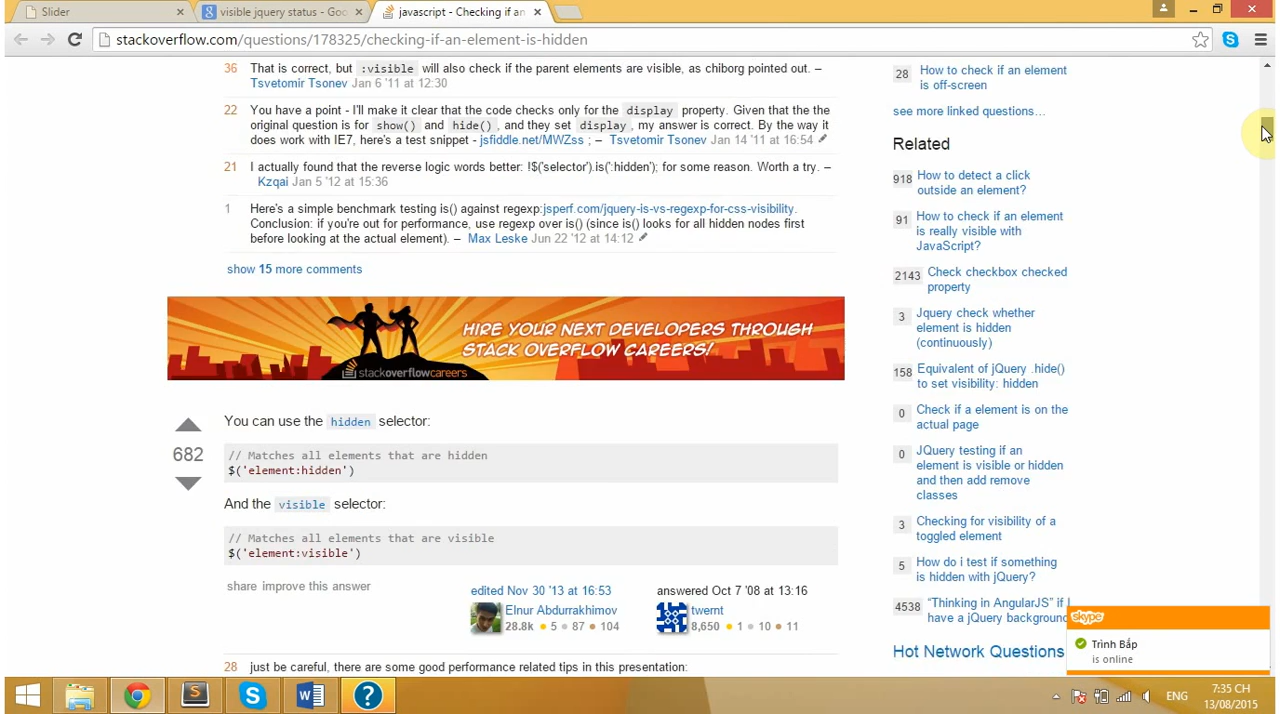 Slider
visible jquery status - Goo
javascript - Checking if an
stackoverflow.com/questions/178325/checking-if-an-element-is-hidden
36 That is correct, but :visible will also check if the parent elements are visible, as chiborg pointed out. –
Tsvetomir Tsonev Jan 6 '11 at 12:30
22 You have a point - I'll make it clear that the code checks only for the display property. Given that the the
original question is for show() and hide(), and they set display, my answer is correct. By the way it
does work with IE7, here's a test snippet - jsfiddle.net/MWZss ; – Tsvetomir Tsonev Jan 14 '11 at 16:54
21 I actually found that the reverse logic words better: !$('selector').is(':hidden'); for some reason. Worth a try. –
Kzqai Jan 5 '12 at 15:36
1 Here's a simple benchmark testing is() against regexp:jsperf.com/jquery-is-vs-regexp-for-css-visibility.
Conclusion: if you're out for performance, use regexp over is() (since is() looks for all hidden nodes first
before looking at the actual element). – Max Leske Jun 22 '12 at 14:12
show 15 more comments
HIRE YOUR NEXT DEVELOPERS THROUGH
STACK OVERFLOW CAREERS!
stackoverflowcareers
You can use the hidden selector:
682
// Matches all elements that are hidden
$('element:hidden')
And the visible selector:
// Matches all elements that are visible
$('element:visible')
share improve this answer
edited Nov 30 '13 at 16:53
Elnur Abdurrakhimov
28.8k 5 87 104
answered Oct 7 '08 at 13:16
twernt
8,650 1 10 11
28 just be careful, there are some good performance related tips in this presentation:
28 How to check if an element
is off-screen
see more linked questions…
Related
918 How to detect a click
outside an element?
91 How to check if an element
is really visible with
JavaScript?
2143 Check checkbox checked
property
3 Jquery check whether
element is hidden
(continuously)
158 Equivalent of jQuery .hide()
to set visibility: hidden
0 Check if a element is on the
actual page
0 JQuery testing if an
element is visible or hidden
and then add remove
classes
3 Checking for visibility of a
toggled element
5 How do i test if something
is hidden with jQuery?
4538 “Thinking in AngularJS” if I
have a jQuery background
Hot Network Questions
skype
Trình Bắp
is online
ENG
7:35 CH
13/08/2015